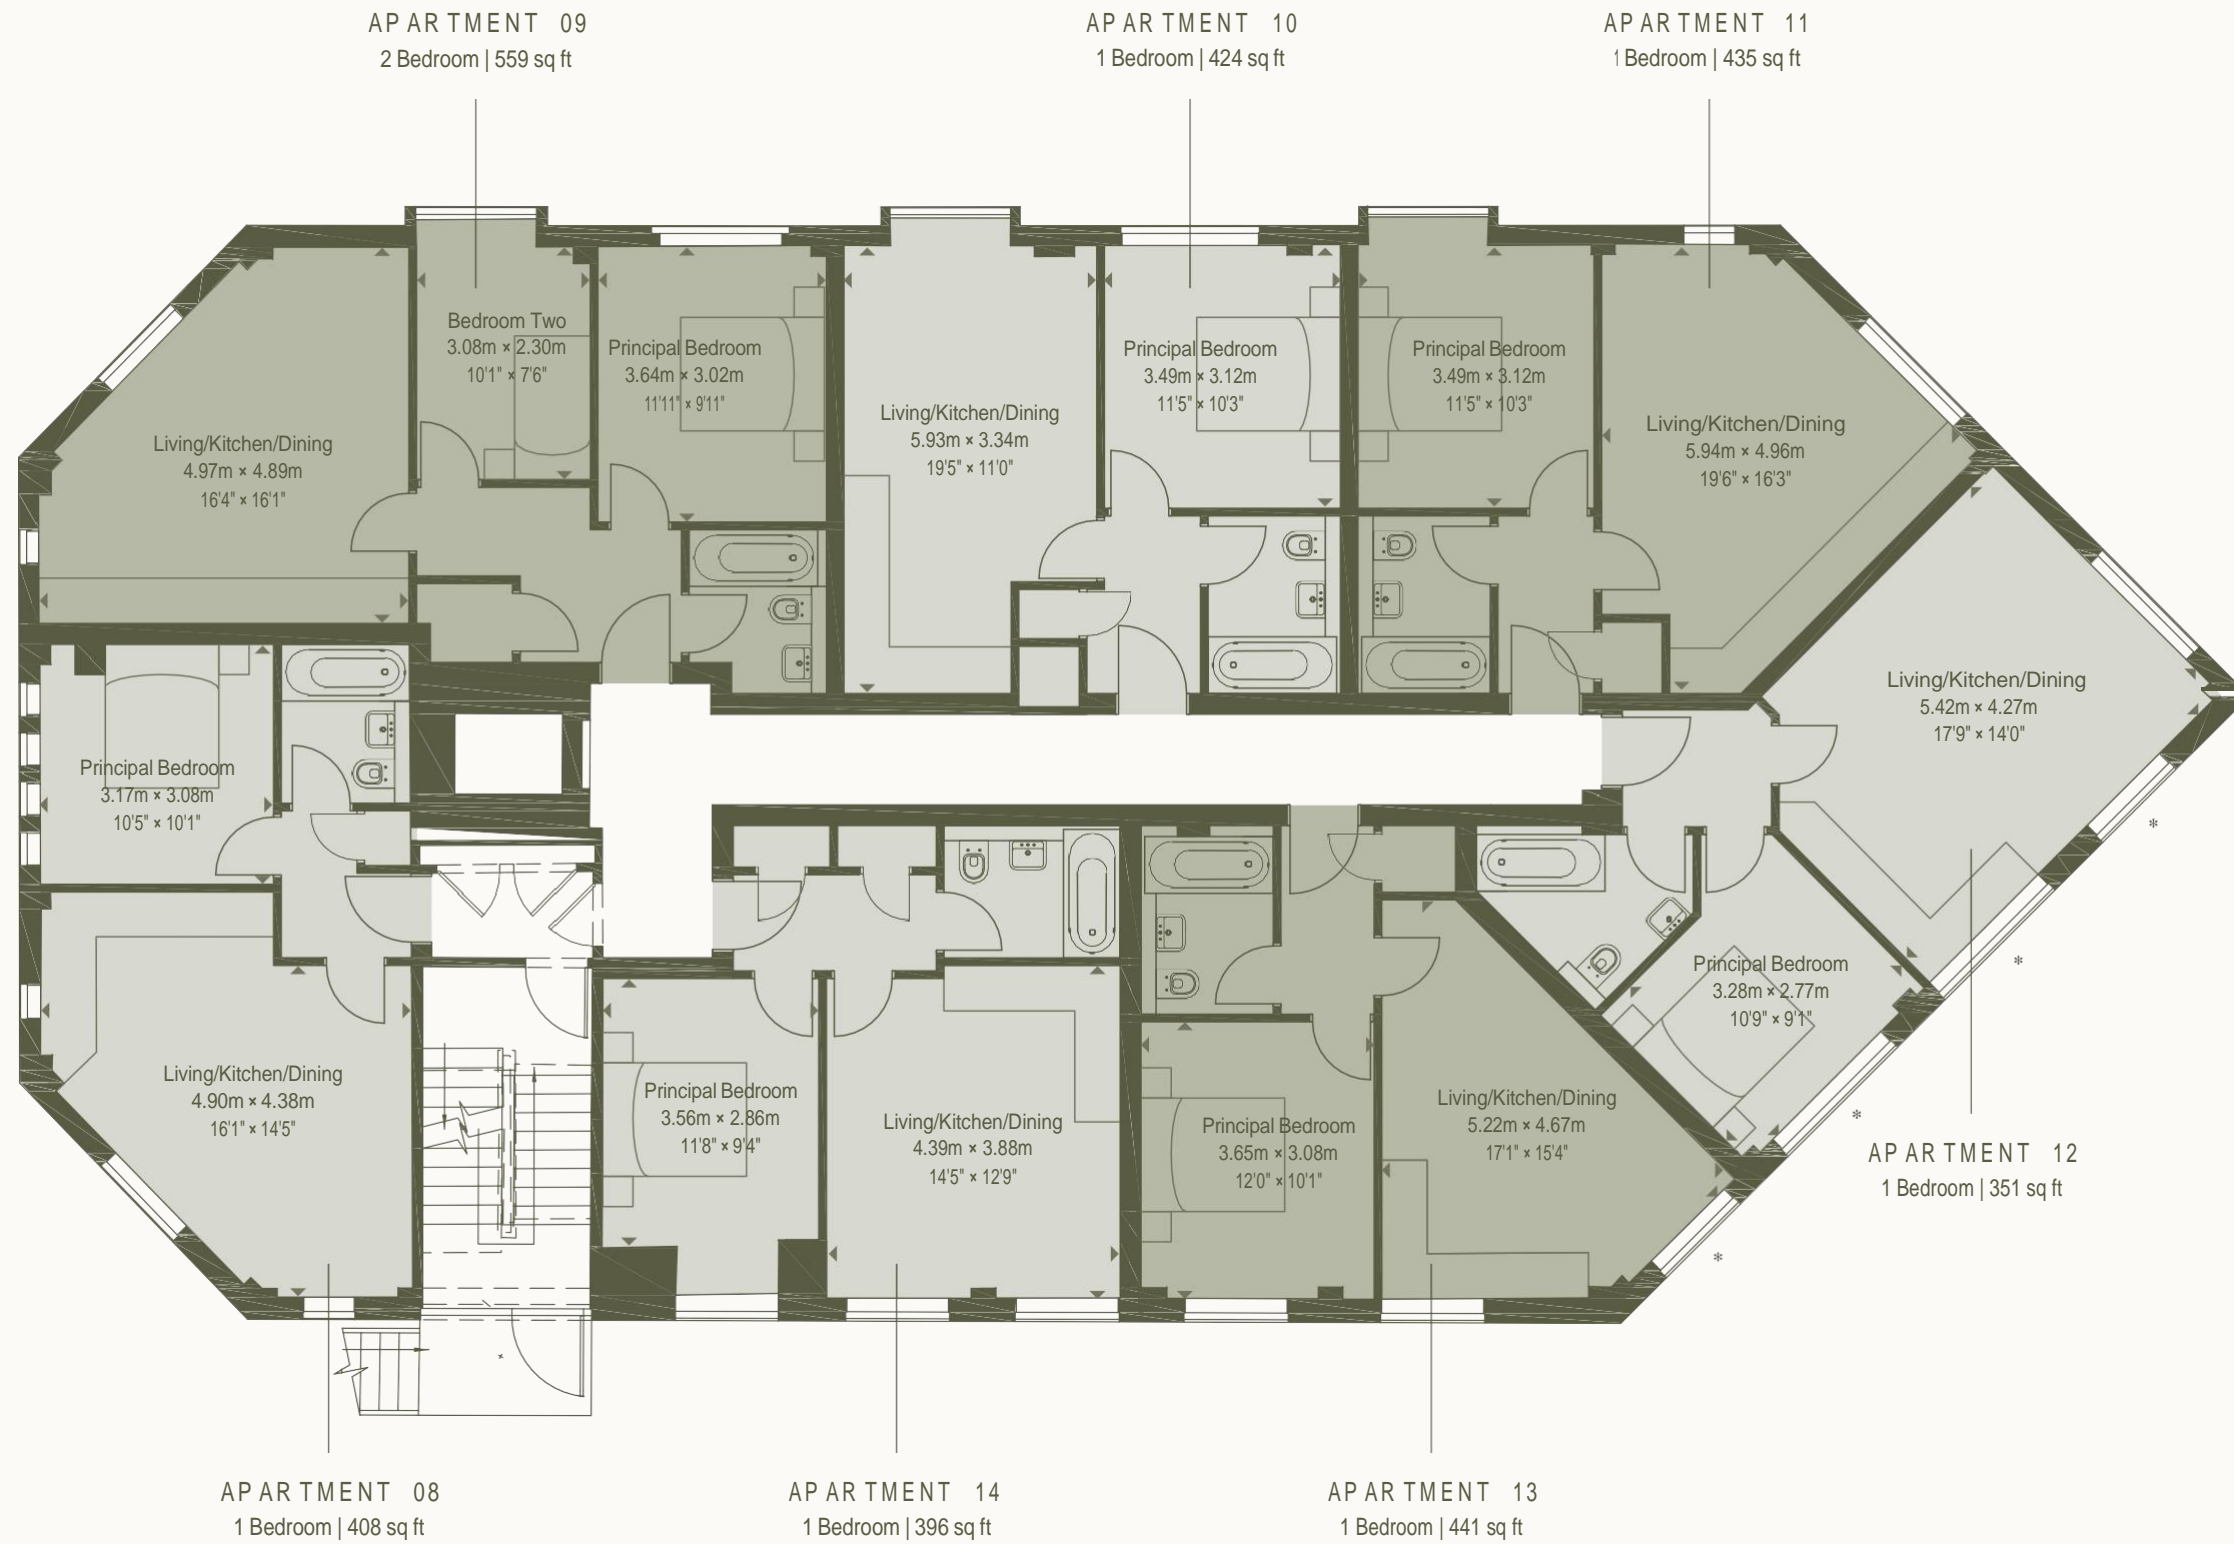 APARTMENT 09
2 Bedroom | 559 sq ft
APARTMENT 10
1 Bedroom | 424 sq ft
APARTMENT 11
1 Bedroom | 435 sq ft
Bedroom Two
3.08m × 2.30m
10'1" × 7'6"
Principal Bedroom
3.64m × 3.02m
11'11" × 9'11"
Living/Kitchen/Dining
4.97m × 4.89m
16'4" × 16'1"
Living/Kitchen/Dining
5.93m × 3.34m
19'5" × 11'0"
Principal Bedroom
3.49m × 3.12m
11'5" × 10'3"
Principal Bedroom
3.49m × 3.12m
11'5" × 10'3"
Living/Kitchen/Dining
5.94m × 4.96m
19'6" × 16'3"
Living/Kitchen/Dining
5.42m × 4.27m
17'9" × 14'0"
Principal Bedroom
3.17m × 3.08m
10'5" × 10'1"
*
*
*
*
Principal Bedroom
3.28m × 2.77m
10'9" × 9'1"
Living/Kitchen/Dining
4.90m × 4.38m
16'1" × 14'5"
Principal Bedroom
3.56m × 2.86m
11'8" × 9'4"
Living/Kitchen/Dining
4.39m × 3.88m
14'5" × 12'9"
Principal Bedroom
3.65m × 3.08m
12'0" × 10'1"
Living/Kitchen/Dining
5.22m × 4.67m
17'1" × 15'4"
APARTMENT 12
1 Bedroom | 351 sq ft
APARTMENT 08
1 Bedroom | 408 sq ft
APARTMENT 14
1 Bedroom | 396 sq ft
APARTMENT 13
1 Bedroom | 441 sq ft